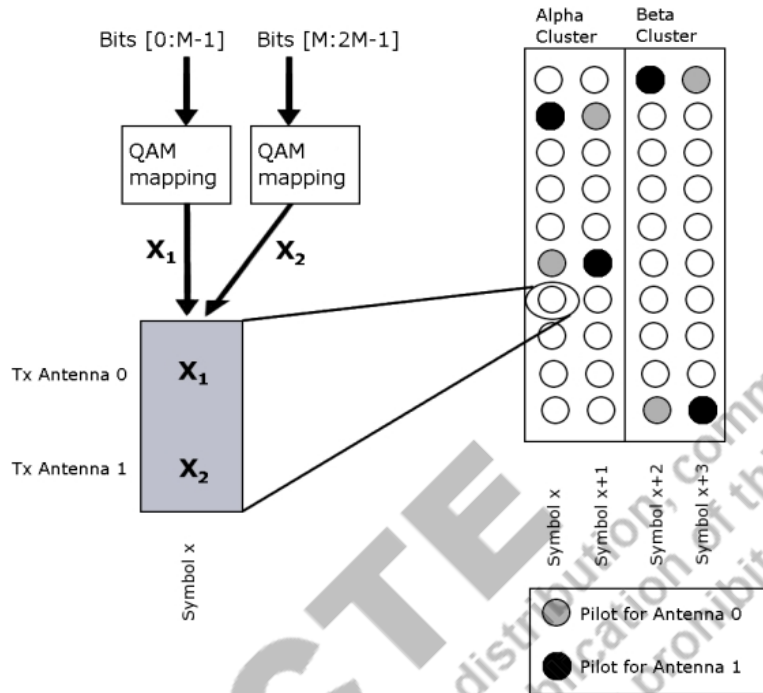 Bits [0:M-1]
Bits [M:2M-1]
Alpha Cluster
Beta Cluster
QAM mapping
QAM mapping
X1
X2
Tx Antenna 0
X1
Tx Antenna 1
X2
Symbol x
Symbol x
Symbol x+1
Symbol x+2
Symbol x+3
Pilot for Antenna 0
Pilot for Antenna 1